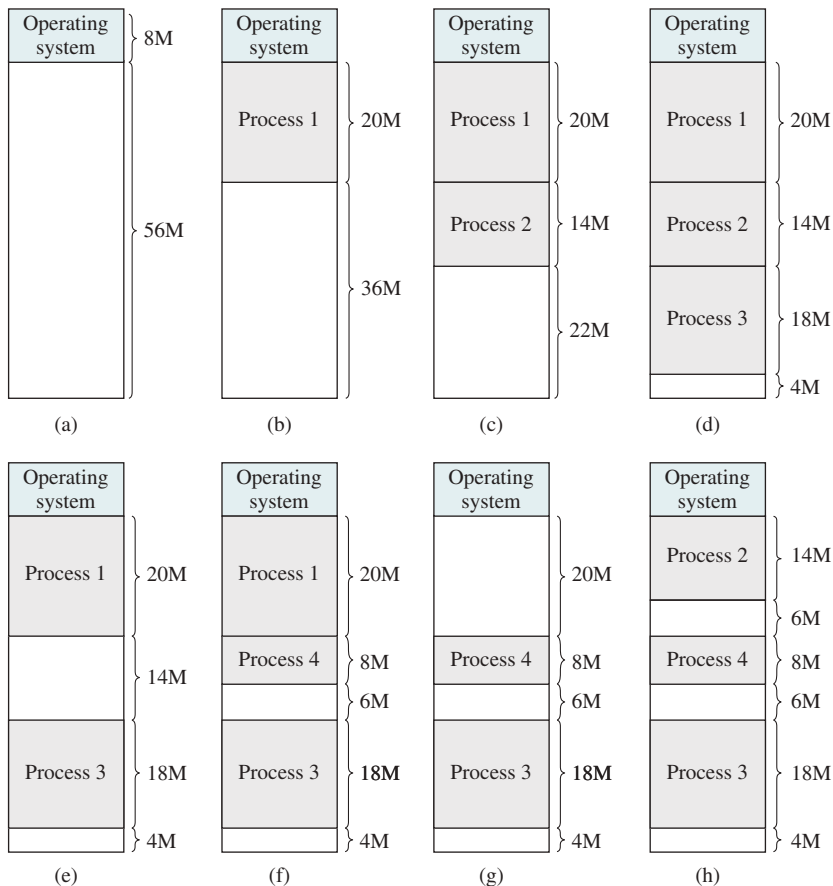 Operating
system
8M
56M
(a)
Operating
system
Process 1
20M
36M
(b)
Operating
system
Process 1
20M
Process 2
14M
22M
(c)
Operating
system
Process 1
20M
Process 2
14M
Process 3
18M
4M
(d)
Operating
system
Process 1
20M
14M
Process 3
18M
4M
(e)
Operating
system
Process 1
20M
Process 4
8M
6M
Process 3
18M
4M
(f)
Operating
system
20M
Process 4
8M
6M
Process 3
18M
4M
(g)
Operating
system
Process 2
14M
6M
Process 4
8M
6M
Process 3
18M
4M
(h)